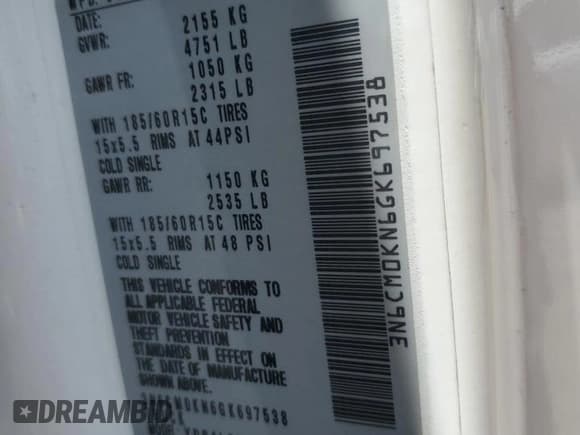 DATE:
GVWR: 2155 KG
4751 LB
GAWR FR: 1050 KG
2315 LB
WITH 185/60R15C TIRES
15x5.5 RIMS AT 44PSI
COLD SINGLE
GAWR RR: 1150 KG
2535 LB
WITH 185/60R15C TIRES
15x5.5 RIMS AT 48 PSI
COLD SINGLE
THIS VEHICLE CONFORMS TO
ALL APPLICABLE FEDERAL
MOTOR VEHICLE SAFETY AND
THEFT PREVENTION
STANDARDS IN EFFECT ON
THE DATE OF MANUFACTURE
SHOWN ABOVE
3N6CM0KN6GK697538
3N6CM0KN6GK697538
DREAMBID